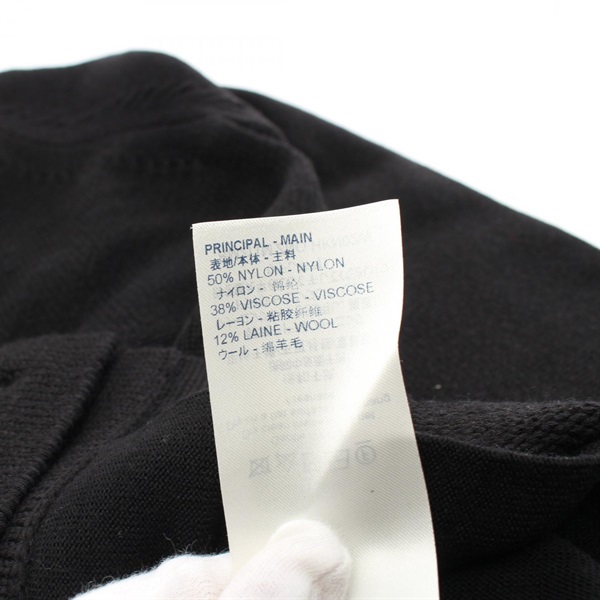 PRINCIPAL - MAIN
表地/本体 - 主料
50% NYLON - NYLON
ナイロン - 锦纶
38% VISCOSE - VISCOSE
レーヨン - 粘胶纤维
12% LAINE - WOOL
ウール - 绵羊毛